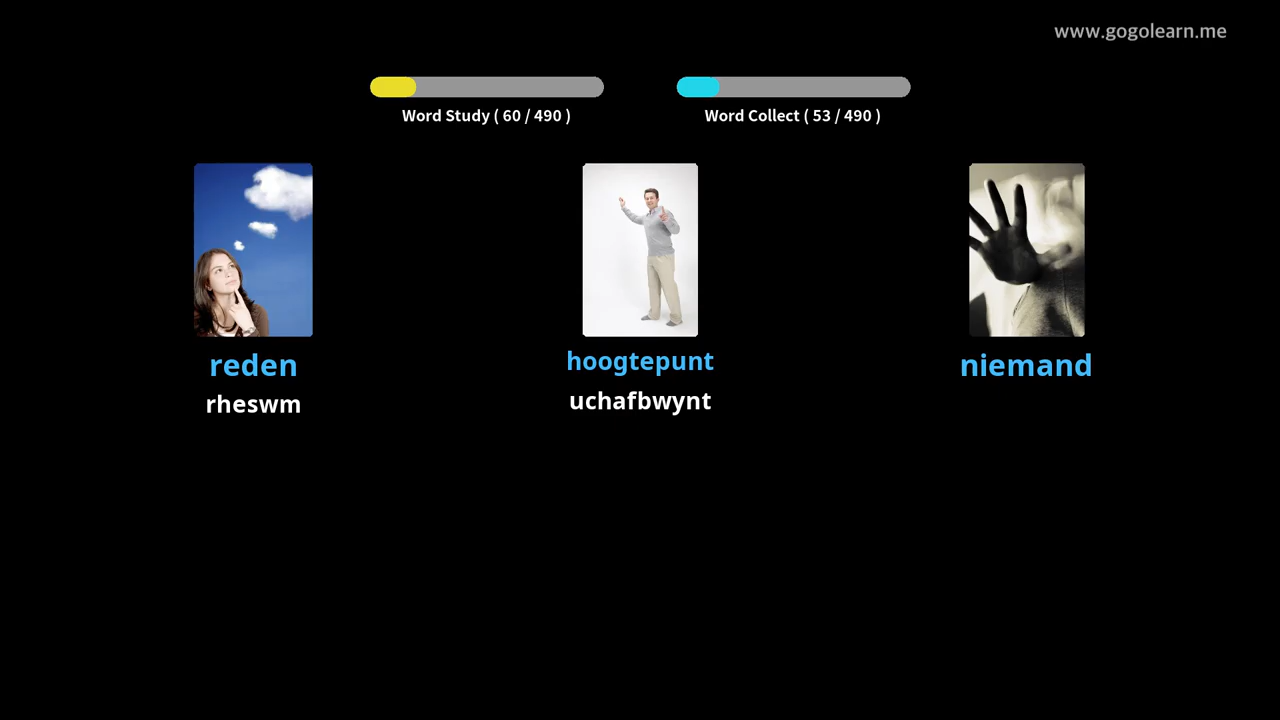 www.gogolearn.me
Word Study ( 60 / 490 )
Word Collect ( 53 / 490 )
reden
rheswm
hoogtepunt
uchafbwynt
niemand